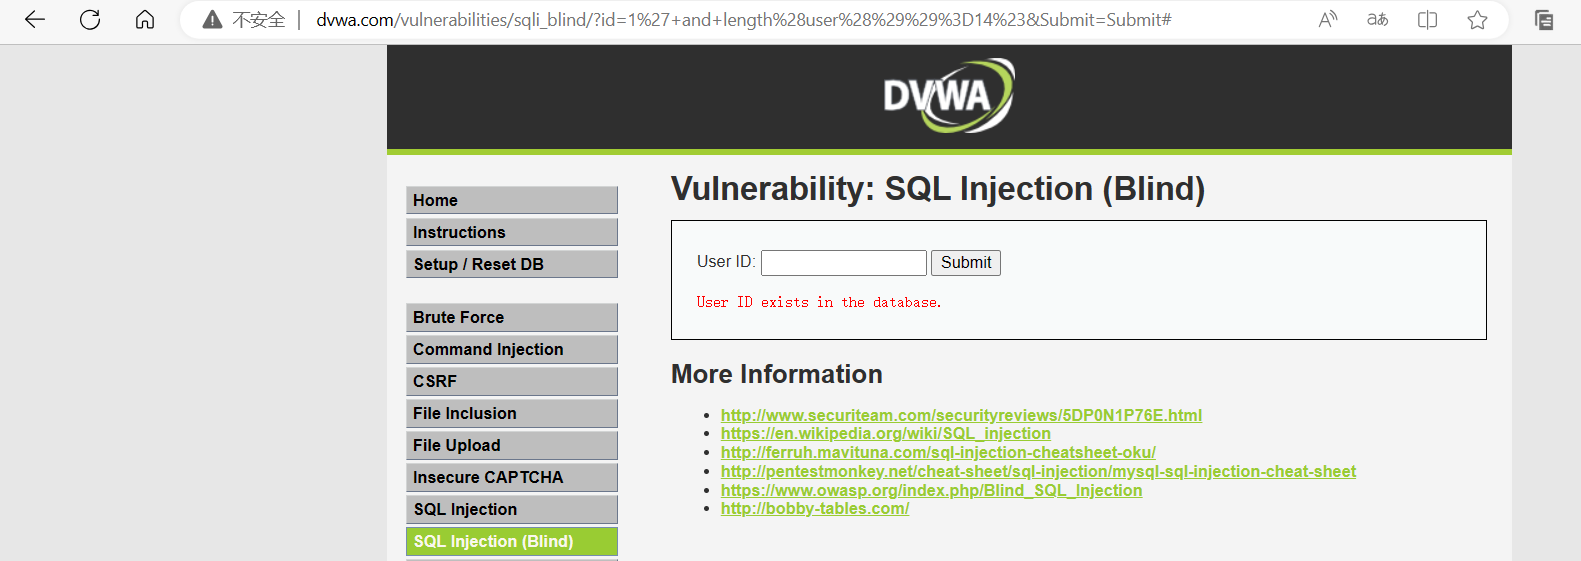 不安全 | dvwa.com/vulnerabilities/sqli_blind/?id=1%27+and+length%28user%28%29%29%3D14%23&Submit=Submit#
DVWA
Vulnerability: SQL Injection (Blind)
Home
Instructions
Setup / Reset DB
Brute Force
Command Injection
CSRF
File Inclusion
File Upload
Insecure CAPTCHA
SQL Injection
SQL Injection (Blind)
User ID: Submit
User ID exists in the database.
More Information
http://www.securiteam.com/securityreviews/5DP0N1P76E.html
https://en.wikipedia.org/wiki/SQL_injection
http://ferruh.mavituna.com/sql-injection-cheatsheet-oku/
http://pentestmonkey.net/cheat-sheet/sql-injection/mysql-sql-injection-cheat-sheet
https://www.owasp.org/index.php/Blind_SQL_Injection
http://bobby-tables.com/